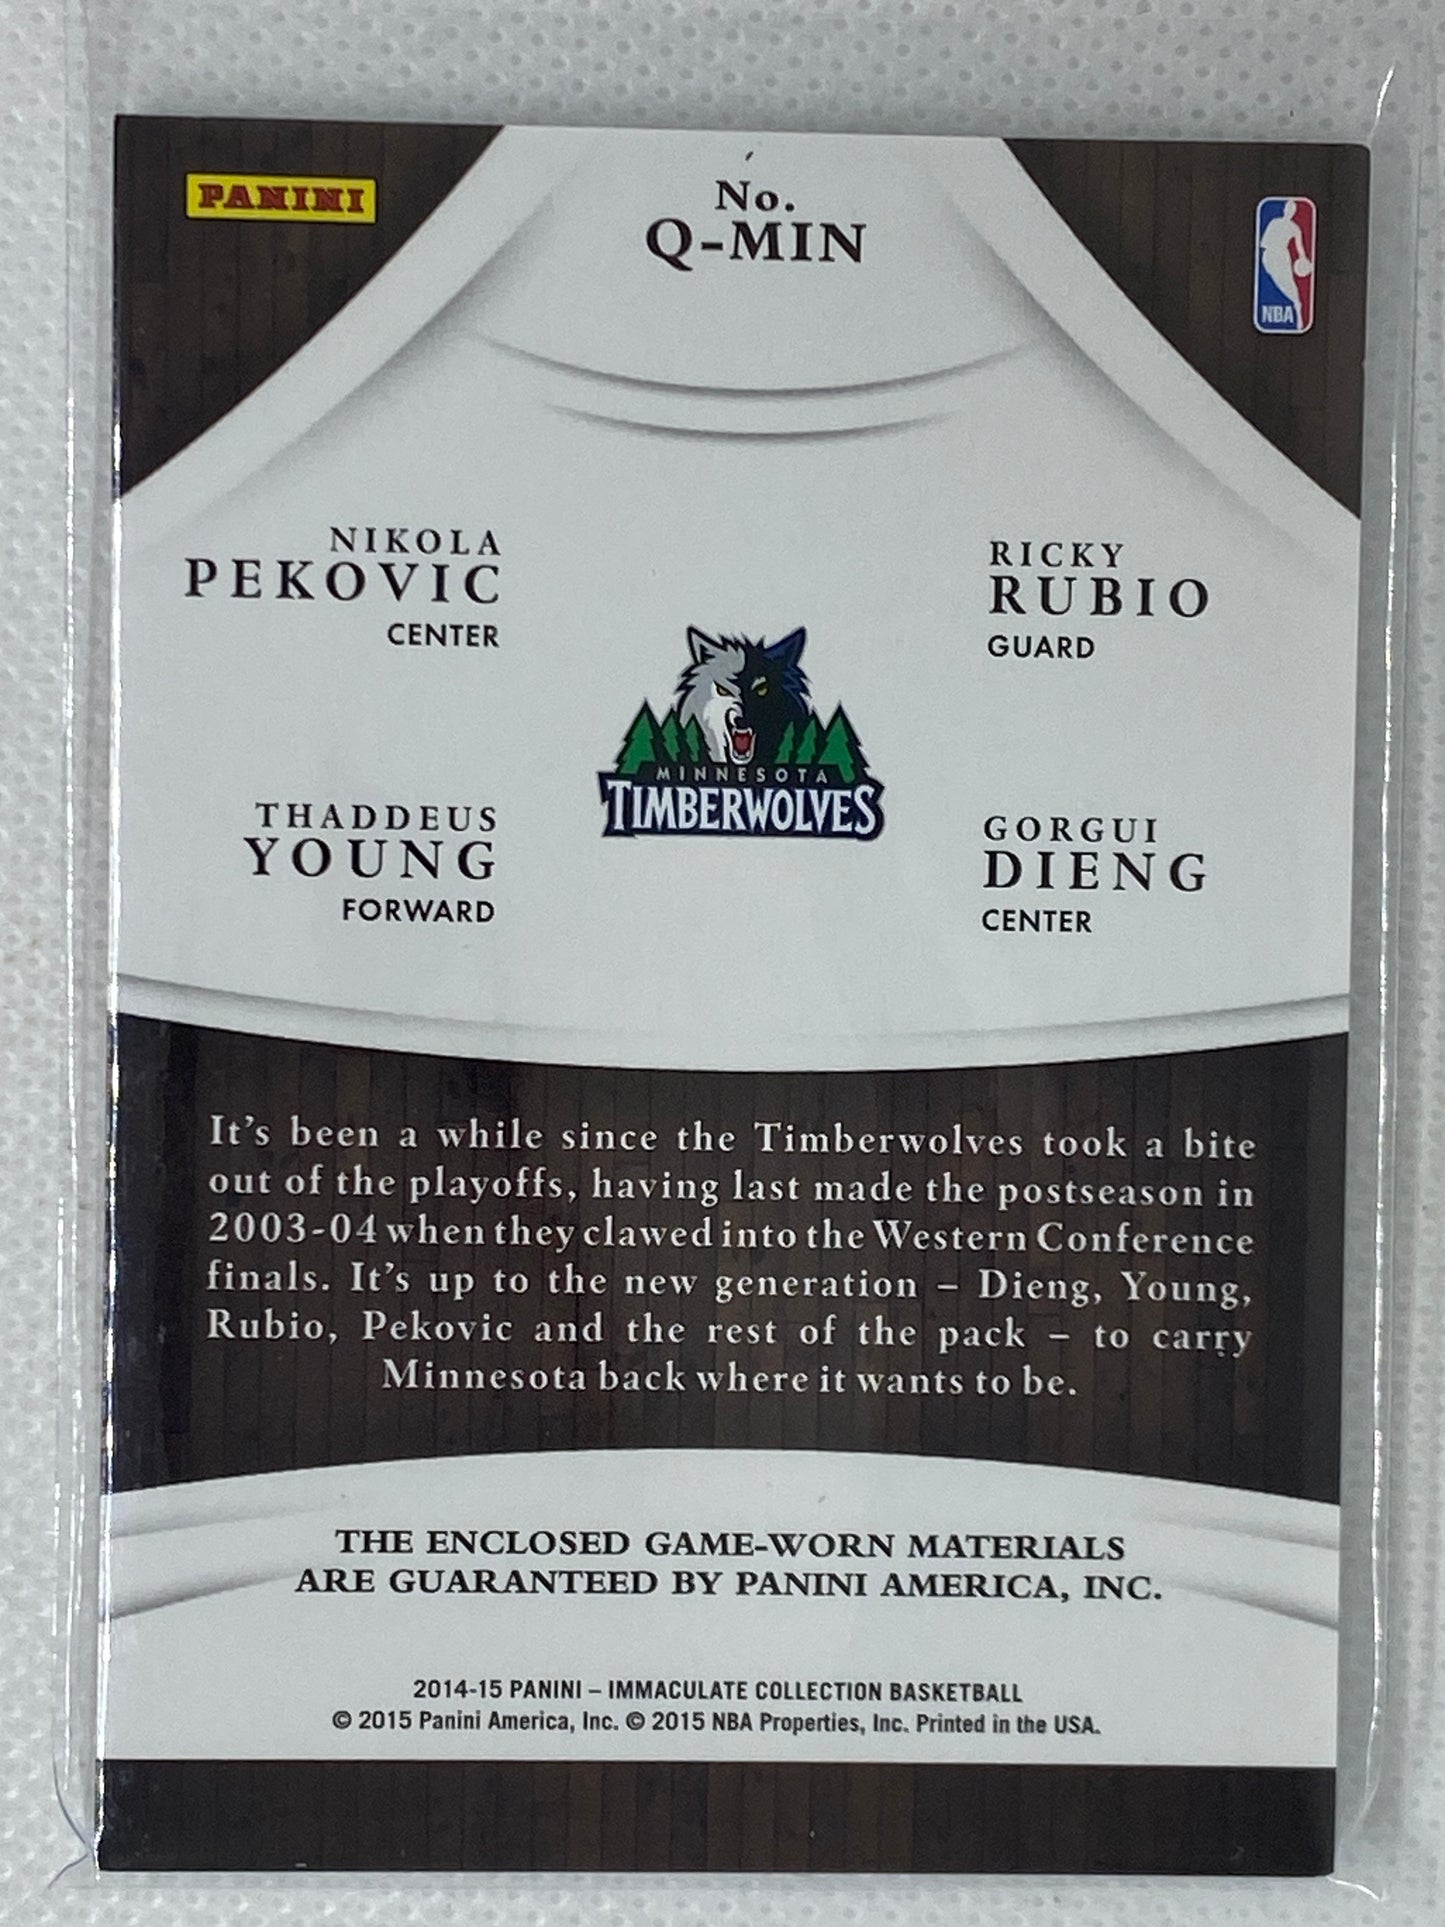 PANINI
No.
Q-MIN
NBA
NIKOLA
PEKOVIC
CENTER
RICKY
RUBIO
GUARD
MINNESOTA
TIMBERWOLVES
THADDEUS
YOUNG
FORWARD
GORGUI
DIENG
CENTER
It's been a while since the Timberwolves took a bite
out of the playoffs, having last made the postseason in
2003-04 when they clawed into the Western Conference
finals. It's up to the new generation – Dieng, Young,
Rubio, Pekovic and the rest of the pack – to carry
Minnesota back where it wants to be.
THE ENCLOSED GAME-WORN MATERIALS
ARE GUARANTEED BY PANINI AMERICA, INC.
2014-15 PANINI – IMMACULATE COLLECTION BASKETBALL
© 2015 Panini America, Inc. © 2015 NBA Properties, Inc. Printed in the USA.